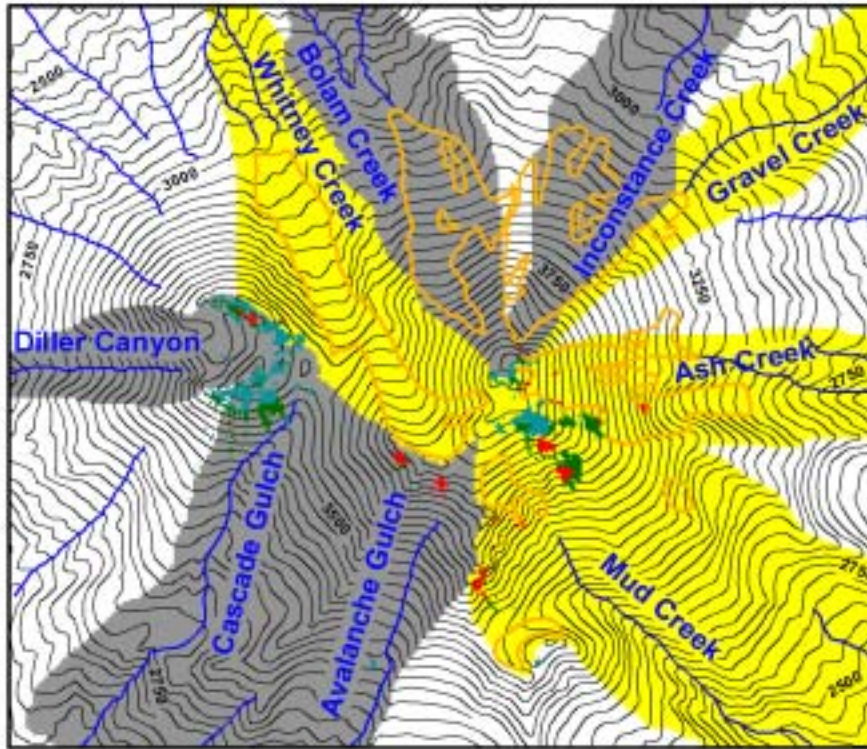 2500
Bolam Creek
Whitney Creek
3000
Inconstance Creek
Gravel Creek
3000
2750
3750
3250
Diller Canyon
Ash Creek
2750
3500
Cascade Gulch
Avalanche Gulch
Mud Creek
2750
2500